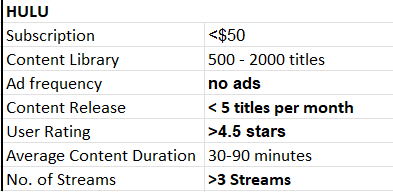 HULU
Subscription <$50
Content Library 500 - 2000 titles
Ad frequency no ads
Content Release < 5 titles per month
User Rating >4.5 stars
Average Content Duration 30-90 minutes
No. of Streams >3 Streams